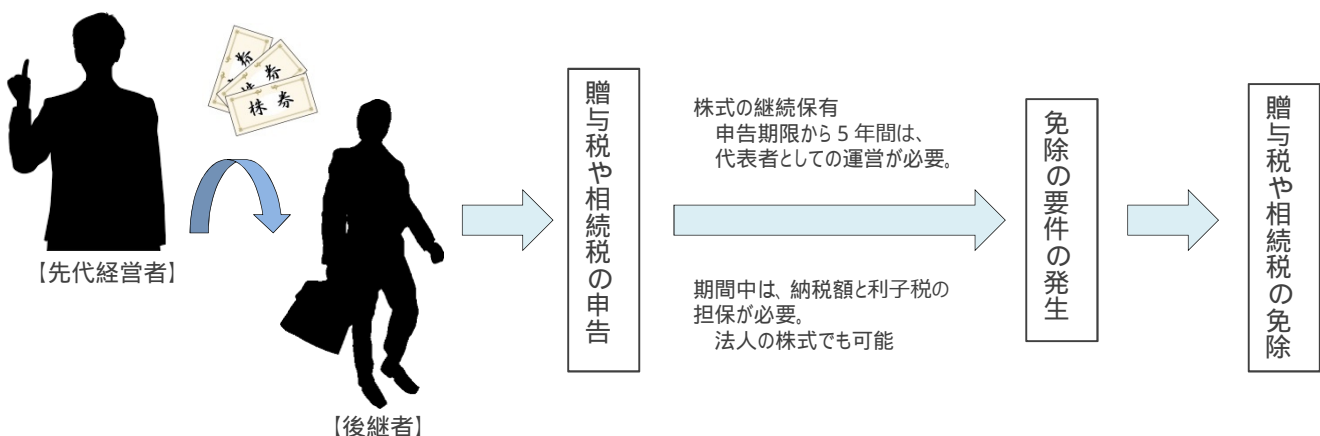 株券
株券
株券
【先代経営者】
【後継者】
贈与税や相続税の申告
株式の継続保有
申告期限から5年間は、
代表者としての運営が必要。
期間中は、納税額と利子税の
担保が必要。
法人の株式でも可能
免除の要件の発生
贈与税や相続税の免除